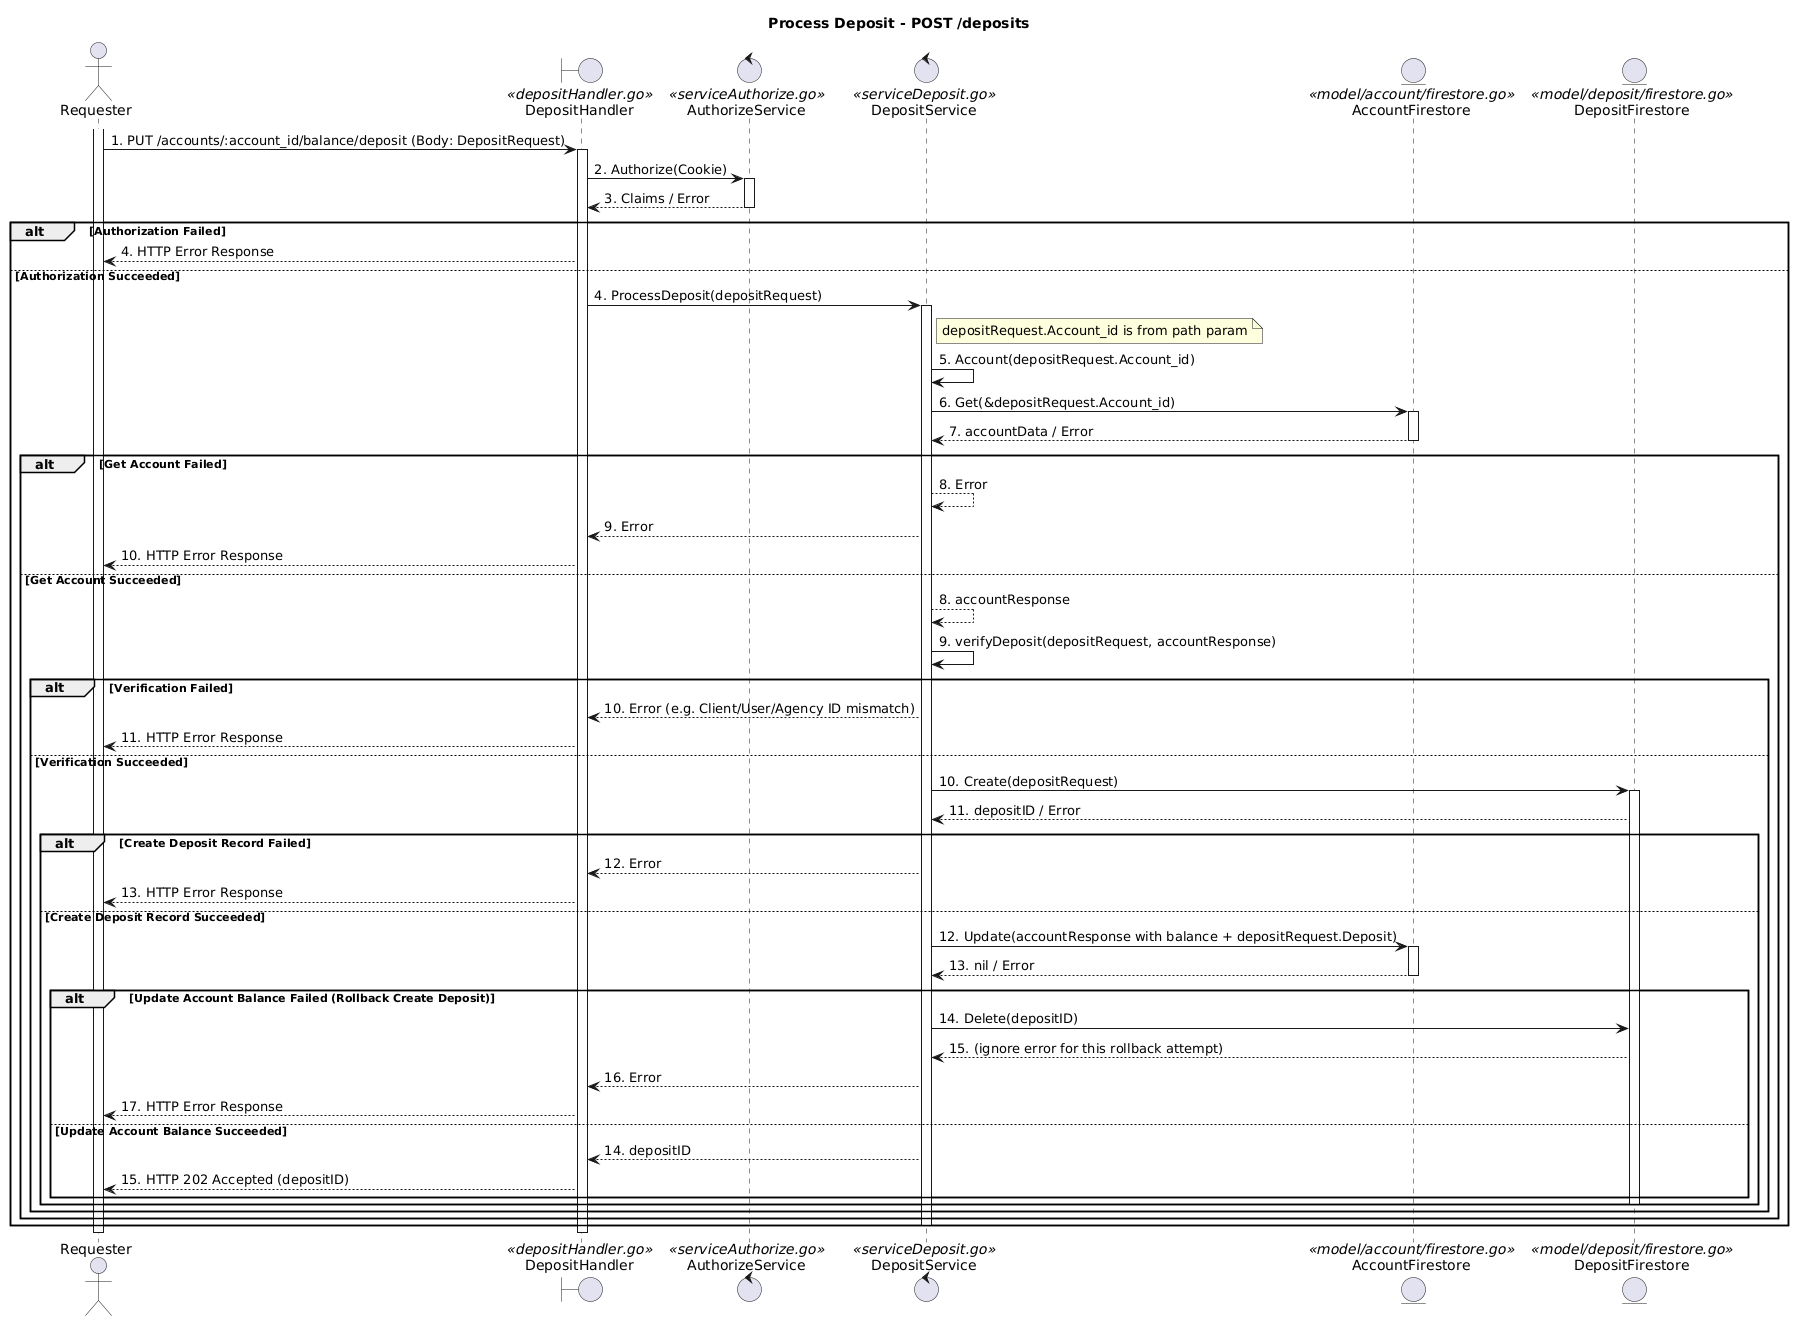 Process Deposit - POST /deposits
Requester
«depositHandler.go»
DepositHandler
«serviceAuthorize.go»
AuthorizeService
«serviceDeposit.go»
DepositService
«model/account/firestore.go»
AccountFirestore
«model/deposit/firestore.go»
DepositFirestore
1. PUT /accounts/:account_id/balance/deposit (Body: DepositRequest)
2. Authorize(Cookie)
3. Claims / Error
alt [Authorization Failed]
4. HTTP Error Response
[Authorization Succeeded]
4. ProcessDeposit(depositRequest)
depositRequest.Account_id is from path param
5. Account(depositRequest.Account_id)
6. Get(&depositRequest.Account_id)
7. accountData / Error
alt [Get Account Failed]
8. Error
9. Error
10. HTTP Error Response
[Get Account Succeeded]
8. accountResponse
9. verifyDeposit(depositRequest, accountResponse)
alt [Verification Failed]
10. Error (e.g. Client/User/Agency ID mismatch)
11. HTTP Error Response
[Verification Succeeded]
10. Create(depositRequest)
11. depositID / Error
alt [Create Deposit Record Failed]
12. Error
13. HTTP Error Response
[Create Deposit Record Succeeded]
12. Update(accountResponse with balance + depositRequest.Deposit)
13. nil / Error
alt [Update Account Balance Failed (Rollback Create Deposit)]
14. Delete(depositID)
15. (ignore error for this rollback attempt)
16. Error
17. HTTP Error Response
[Update Account Balance Succeeded]
14. depositID
15. HTTP 202 Accepted (depositID)
Requester
«depositHandler.go»
DepositHandler
«serviceAuthorize.go»
AuthorizeService
«serviceDeposit.go»
DepositService
«model/account/firestore.go»
AccountFirestore
«model/deposit/firestore.go»
DepositFirestore